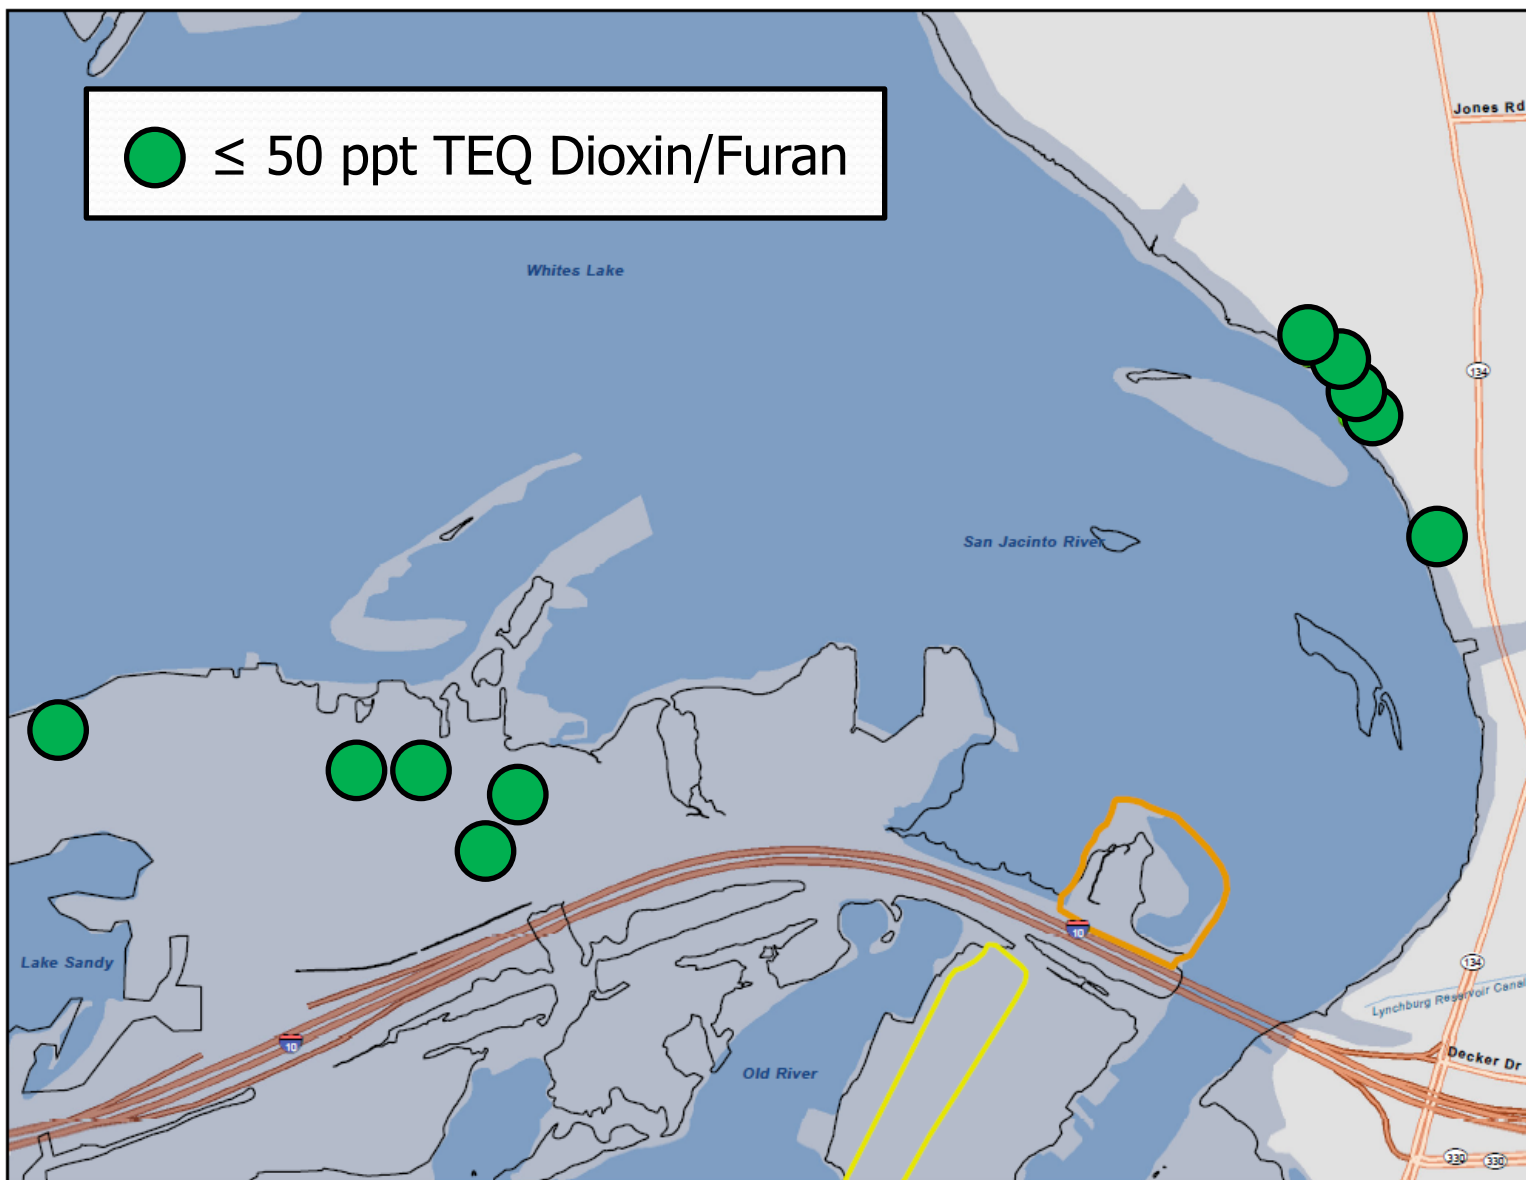 ≤ 50 ppt TEQ Dioxin/Furan
Jones Rd
Whites Lake
134
San Jacinto River
10
Lake Sandy
134
Lynchburg Reservoir Canal
10
Old River
Decker Dr
330
330